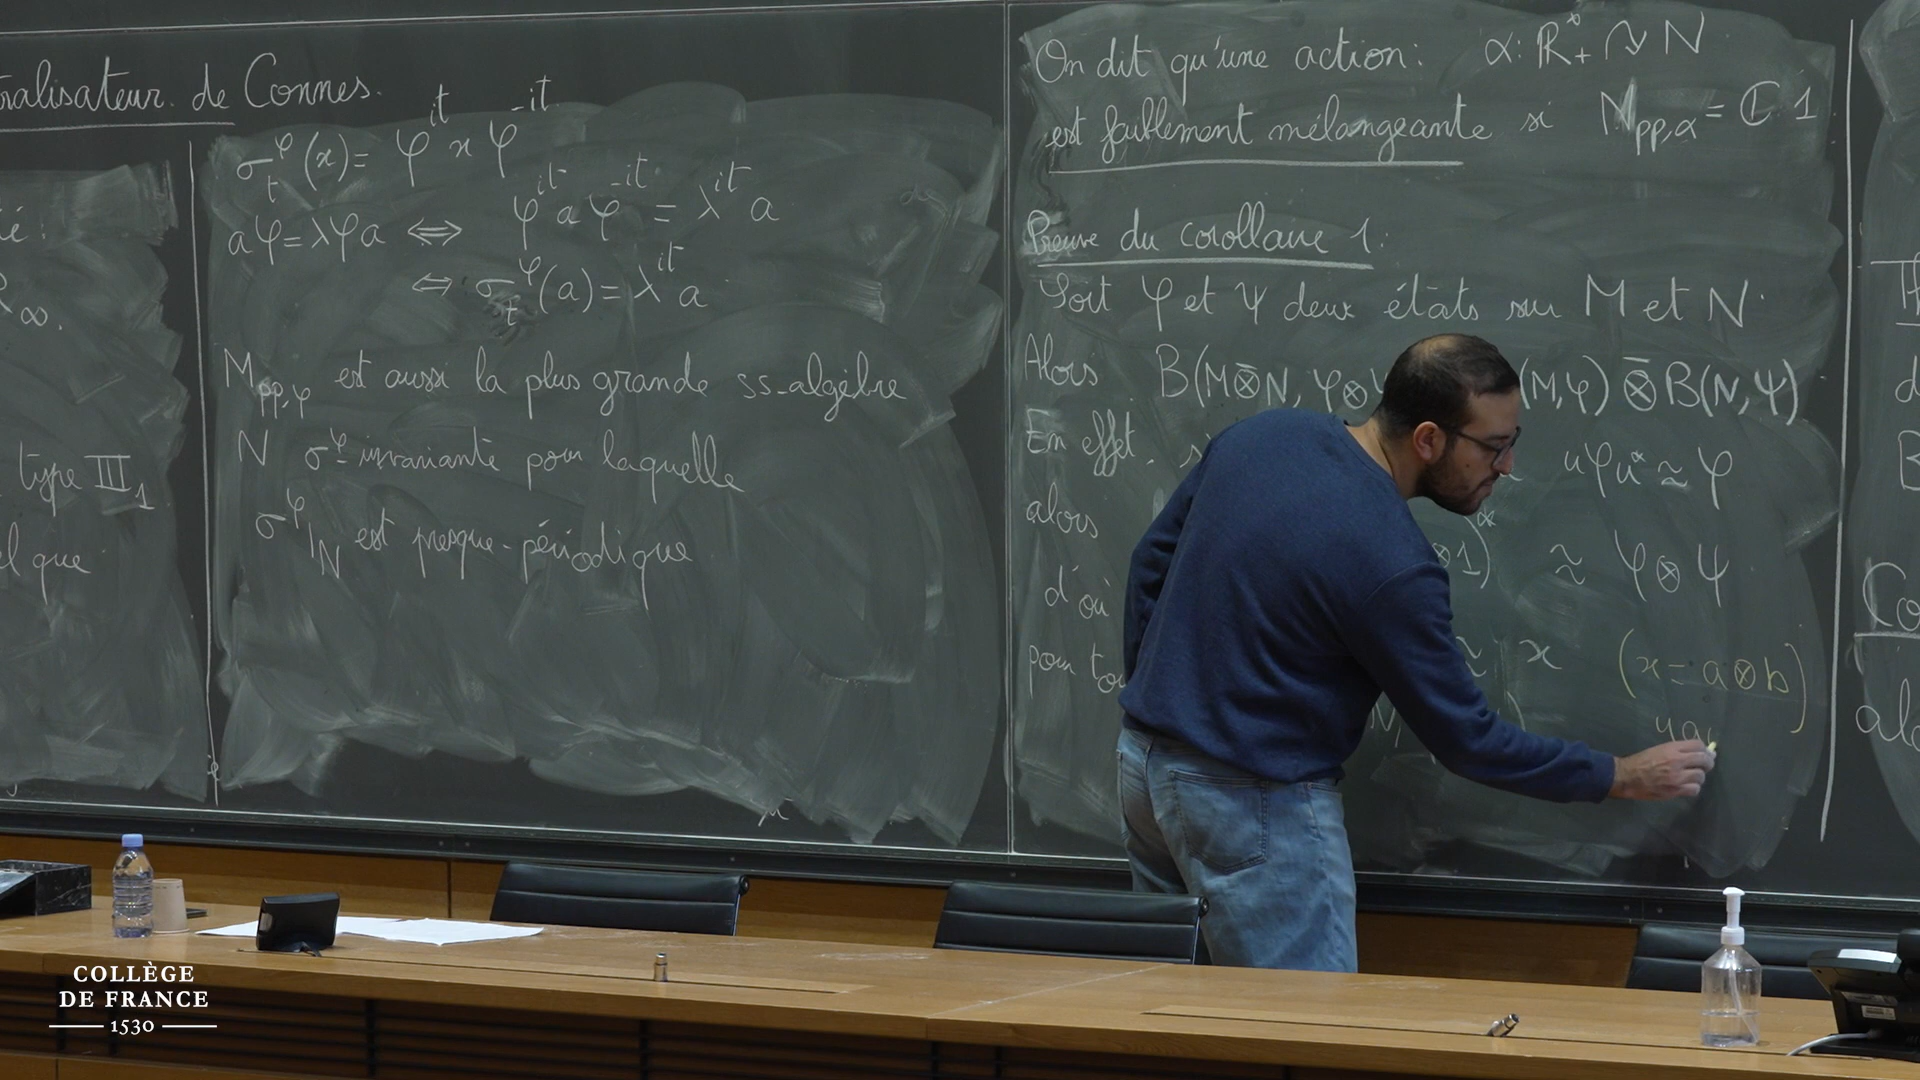 de Connes.
σ_t^φ(x) = φ^{it} x φ^{-it}
aφ = λφa ⟺ φ^{it} a φ^{-it} = λ^{it} a
⟺ σ_t^φ(a) = λ^{it} a
M_{pp,φ} est aussi la plus grande ss-algèbre
N σ^φ-invariante pour laquelle
σ^φ|_N est presque-périodique
type III_1
que
On dit qu'une action: α: R_+^* ↷ N
est faiblement mélangeante si N_{pp,α} = ℂ 1
Preuve du corollaire 1:
Soit φ et ψ deux états sur M et N.
Alors B(M ⊗̄ N, φ ⊗ (M,φ) ⊗̄ B(N,ψ).
En effet. uφu* ≈ φ
alors ⊗1)* ≈ φ ⊗ ψ
d'où
x (x = a ⊗ b)
pour
COLLÈGE
DE FRANCE
1530